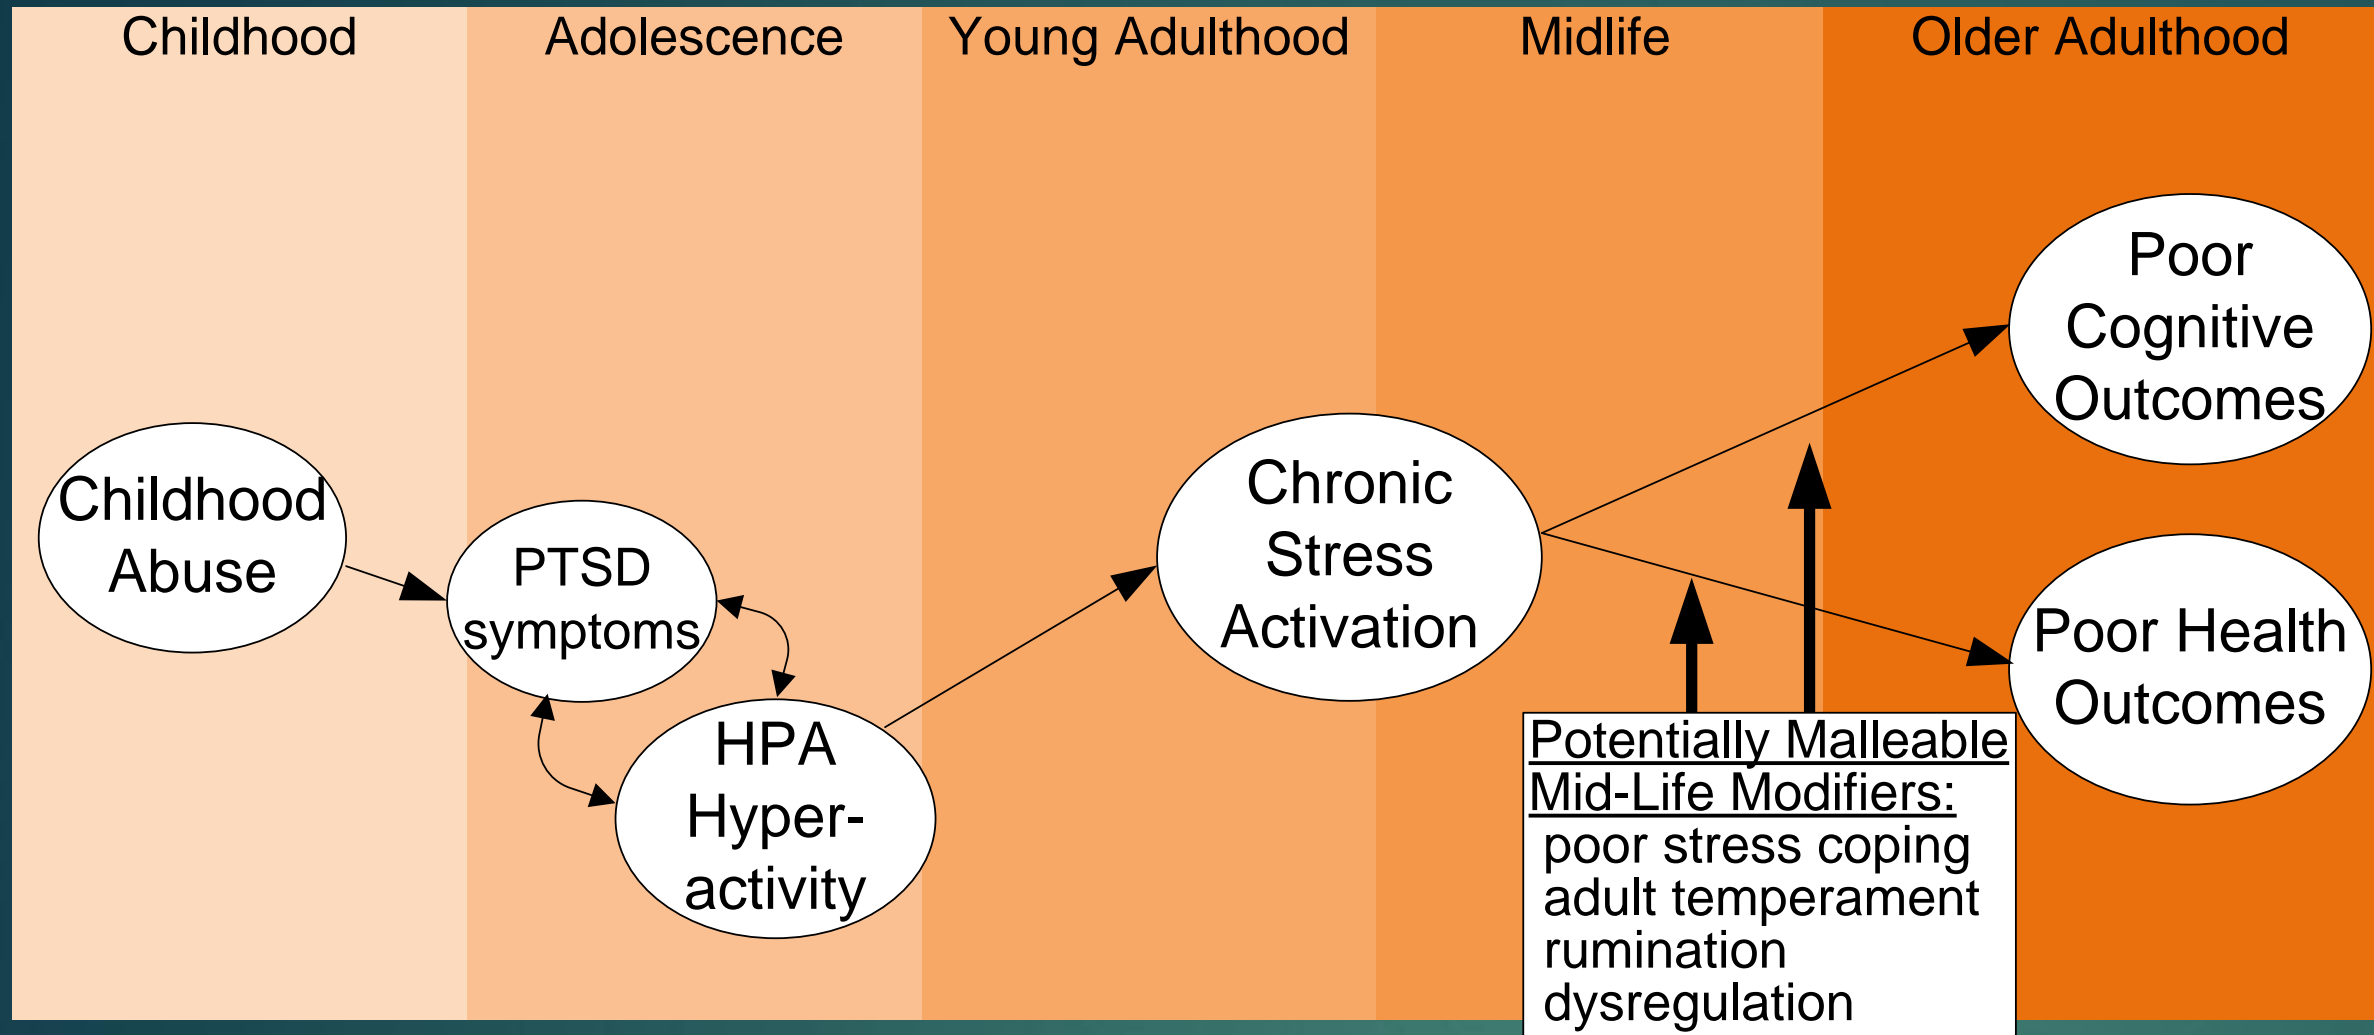 Childhood
Adolescence
Young Adulthood
Midlife
Older Adulthood
Childhood
Abuse
PTSD
symptoms
HPA
Hyper-
activity
Chronic
Stress
Activation
Poor
Cognitive
Outcomes
Poor Health
Outcomes
Potentially Malleable
Mid-Life Modifiers:
poor stress coping
adult temperament
rumination
dysregulation